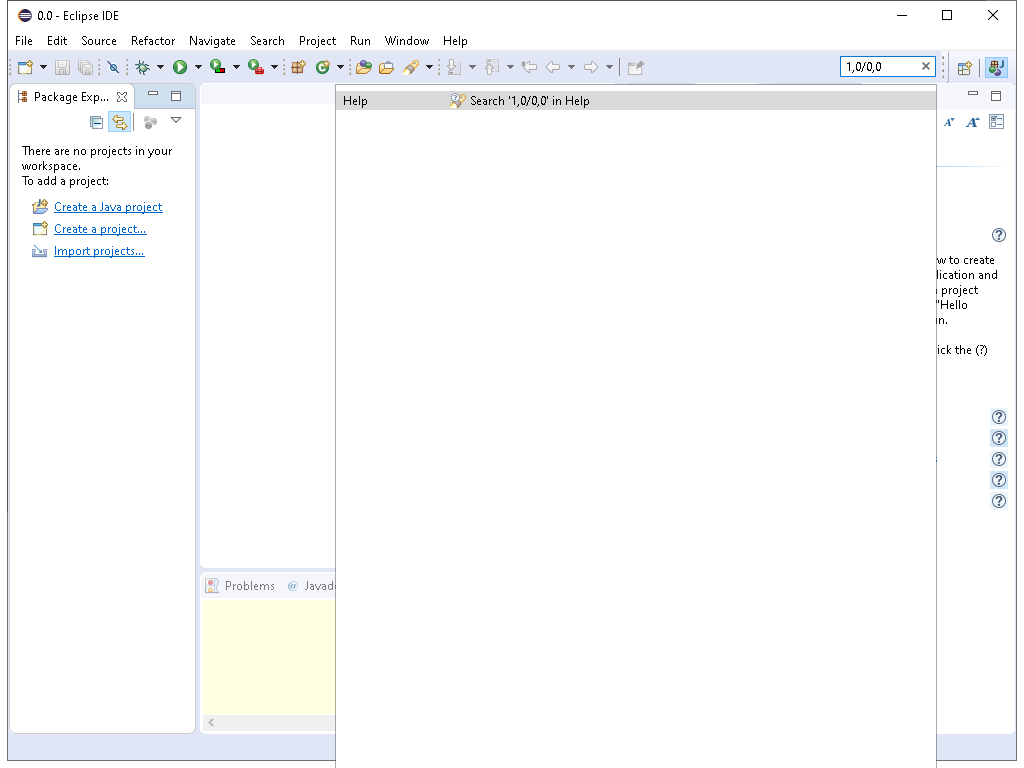 0.0 - Eclipse IDE
File Edit Source Refactor Navigate Search Project Run Window Help
1,0/0,0
Package Exp...
Help Search '1,0/0,0' in Help
There are no projects in your
workspace.
To add a project:
Create a Java project
Create a project...
Import projects...
w to create
lication and
project
"Hello
un.
ick the (?)
Problems @ Javad